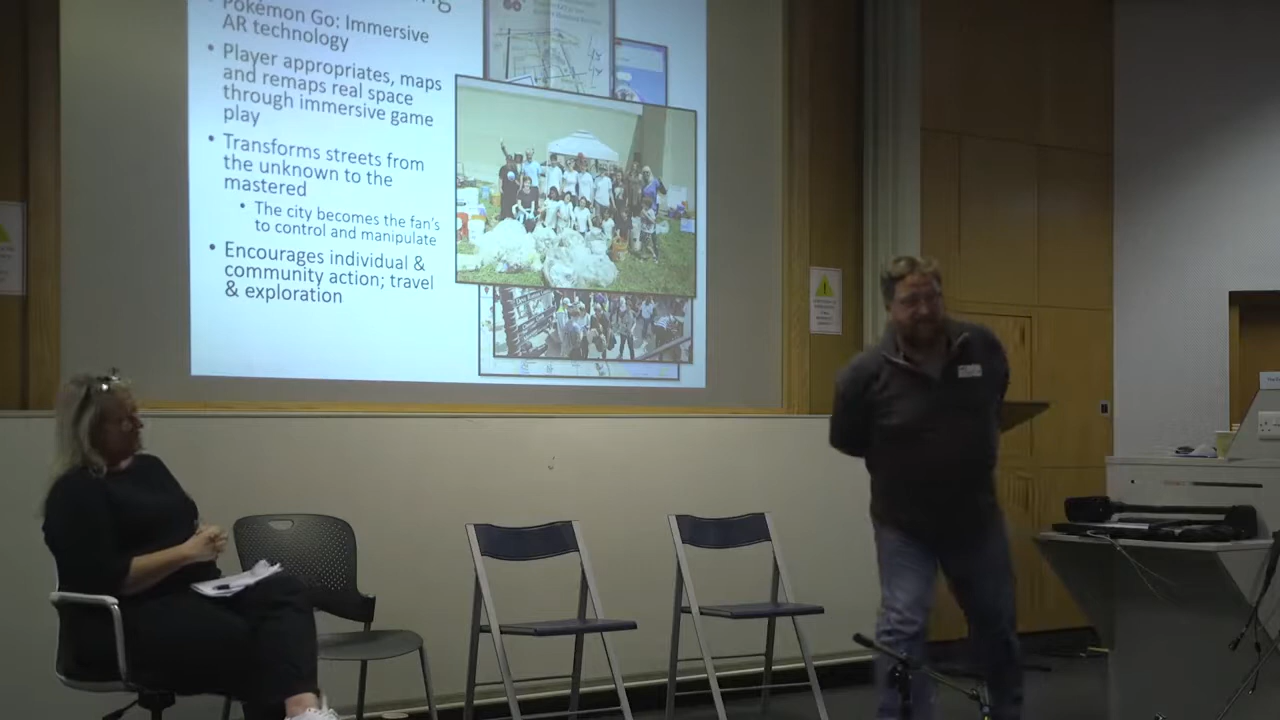 Pokémon Go: Immersive
AR technology
• Player appropriates, maps
and remaps real space
through immersive game
play
• Transforms streets from
the unknown to the
mastered
• The city becomes the fan's
to control and manipulate
• Encourages individual &
community action; travel
& exploration